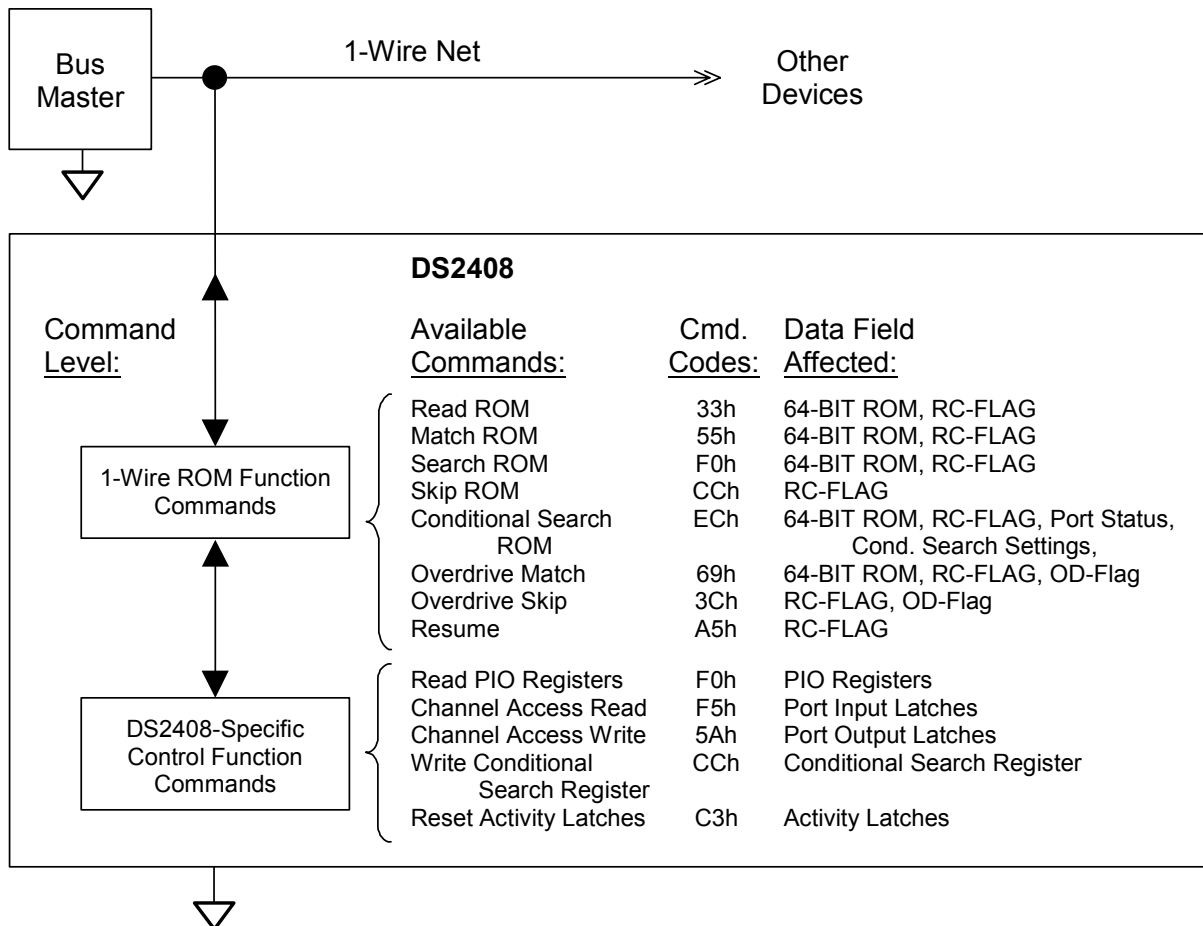 Bus
Master
1-Wire Net
Other
Devices
DS2408
Command
Level:
Available
Commands:
Cmd.
Codes:
Data Field
Affected:
1-Wire ROM Function
Commands
Read ROM 33h 64-BIT ROM, RC-FLAG
Match ROM 55h 64-BIT ROM, RC-FLAG
Search ROM F0h 64-BIT ROM, RC-FLAG
Skip ROM CCh RC-FLAG
Conditional Search ECh 64-BIT ROM, RC-FLAG, Port Status,
ROM Cond. Search Settings,
Overdrive Match 69h 64-BIT ROM, RC-FLAG, OD-Flag
Overdrive Skip 3Ch RC-FLAG, OD-Flag
Resume A5h RC-FLAG
DS2408-Specific
Control Function
Commands
Read PIO Registers F0h PIO Registers
Channel Access Read F5h Port Input Latches
Channel Access Write 5Ah Port Output Latches
Write Conditional CCh Conditional Search Register
Search Register
Reset Activity Latches C3h Activity Latches